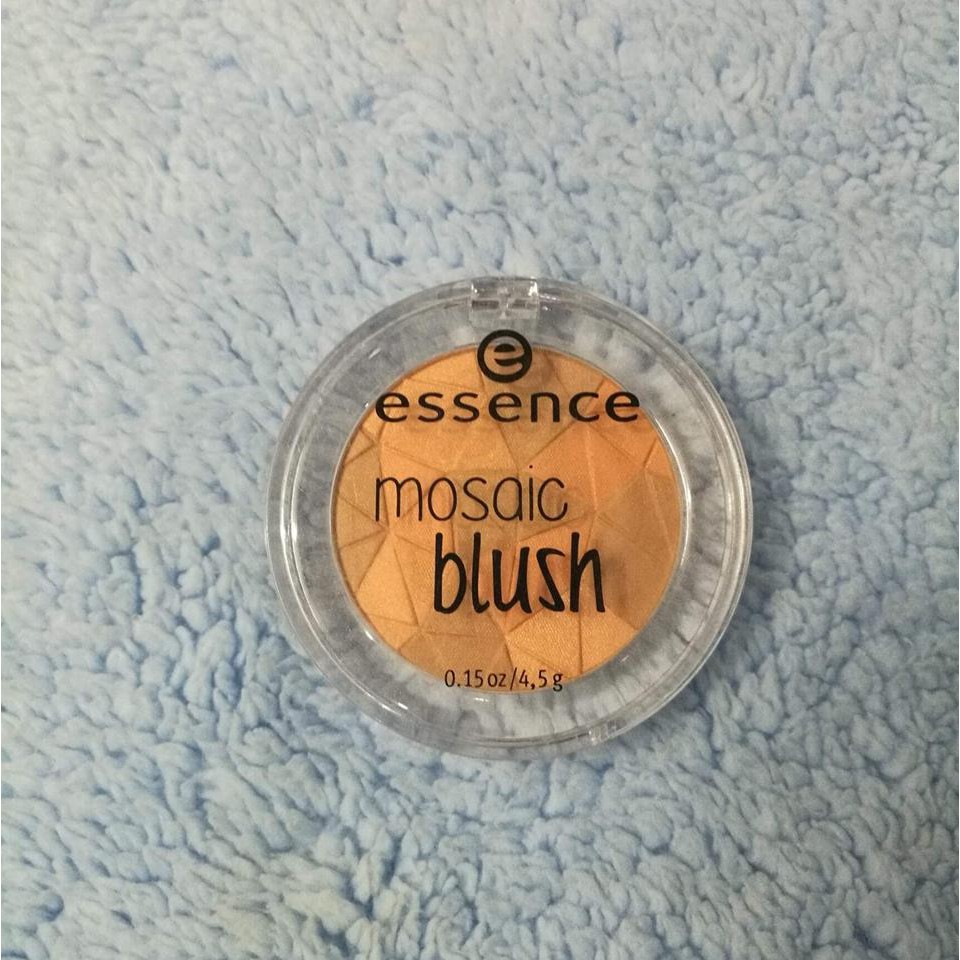 e
essence
mosaic
blush
0.15 oz/4,5 g